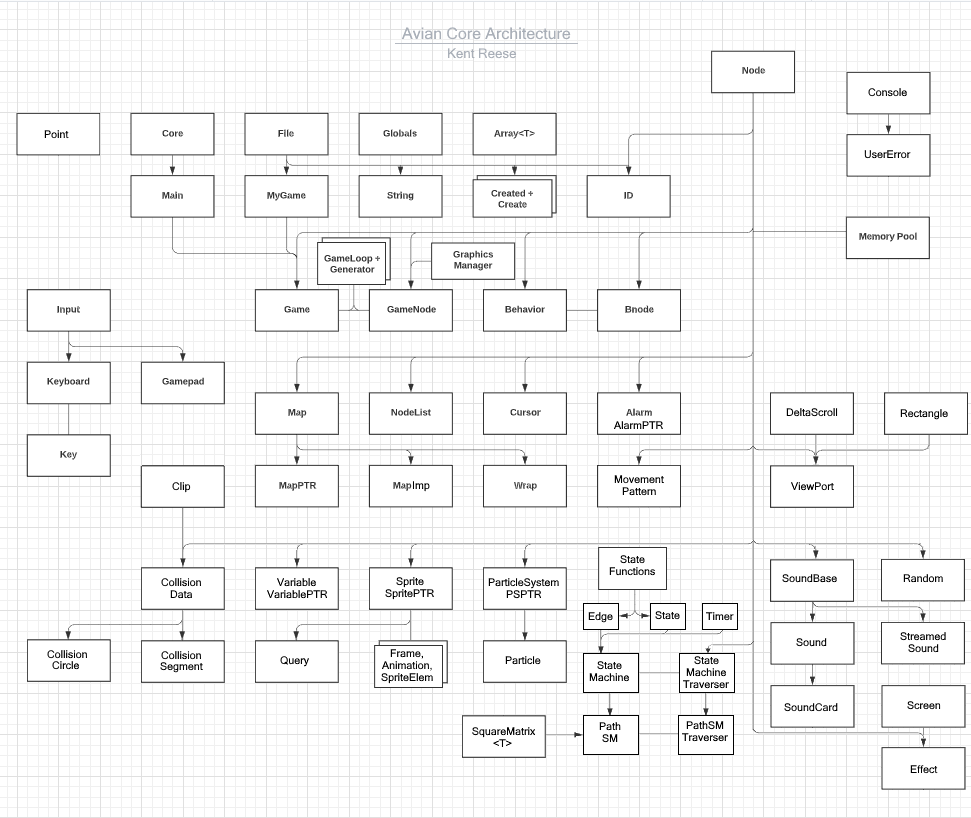 Avian Core Architecture
Kent Reese
Node
Console
Point
Core
File
Globals
Array<T>
UserError
Main
MyGame
String
Created +
Create
ID
Memory Pool
GameLoop +
Generator
Graphics
Manager
Input
Game
GameNode
Behavior
Bnode
Keyboard
Gamepad
Map
NodeList
Cursor
Alarm
AlarmPTR
DeltaScroll
Rectangle
Key
Clip
MapPTR
MapImp
Wrap
Movement
Pattern
ViewPort
Collision
Data
Variable
VariablePTR
Sprite
SpritePTR
ParticleSystem
PSPTR
State
Functions
SoundBase
Random
Edge
State
Timer
Collision
Circle
Collision
Segment
Query
Frame,
Animation,
SpriteElem
Particle
State
Machine
State
Machine
Traverser
Sound
Streamed
Sound
SoundCard
Screen
SquareMatrix
<T>
Path
SM
PathSM
Traverser
Effect